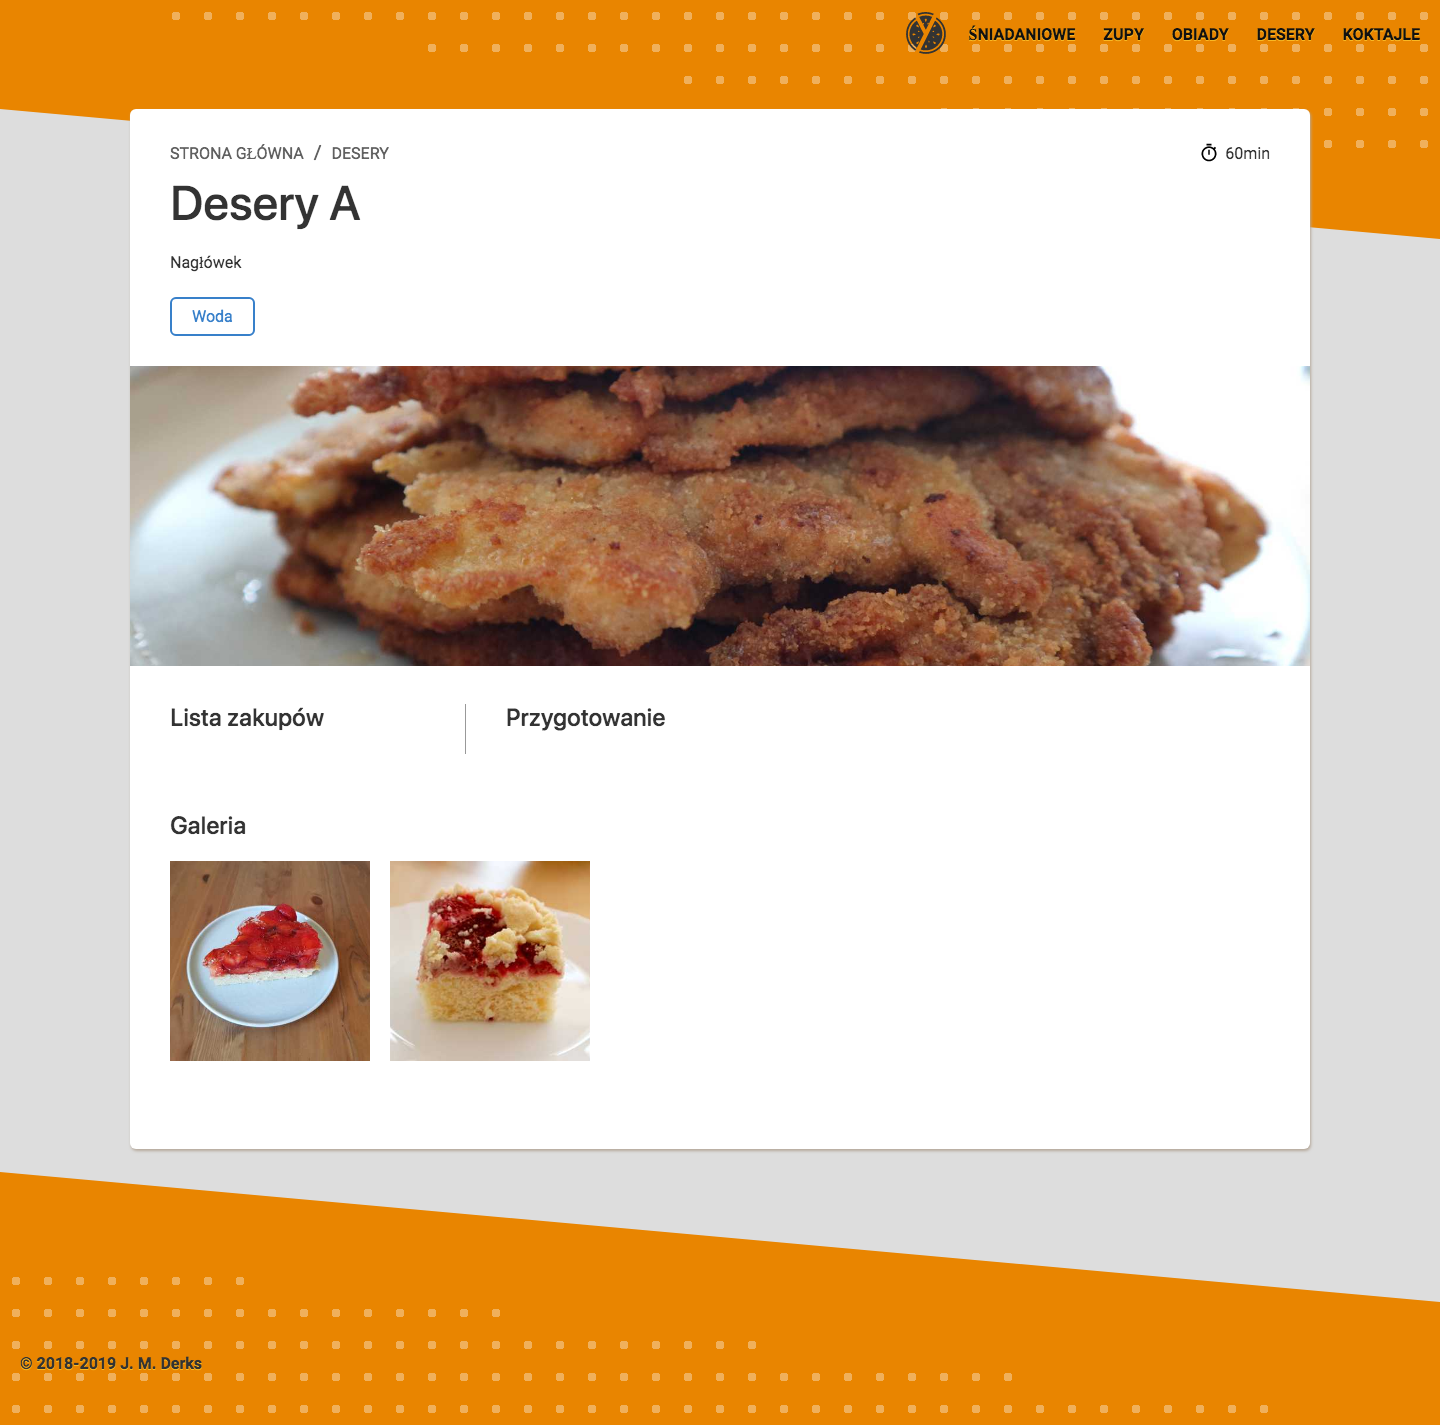 ŚNIADANIOWE ZUPY OBIADY DESERY KOKTAJLE
STRONA GŁÓWNA / DESERY
60min
Desery A
Nagłówek
Woda
Lista zakupów
Przygotowanie
Galeria
© 2018-2019 J. M. Derks